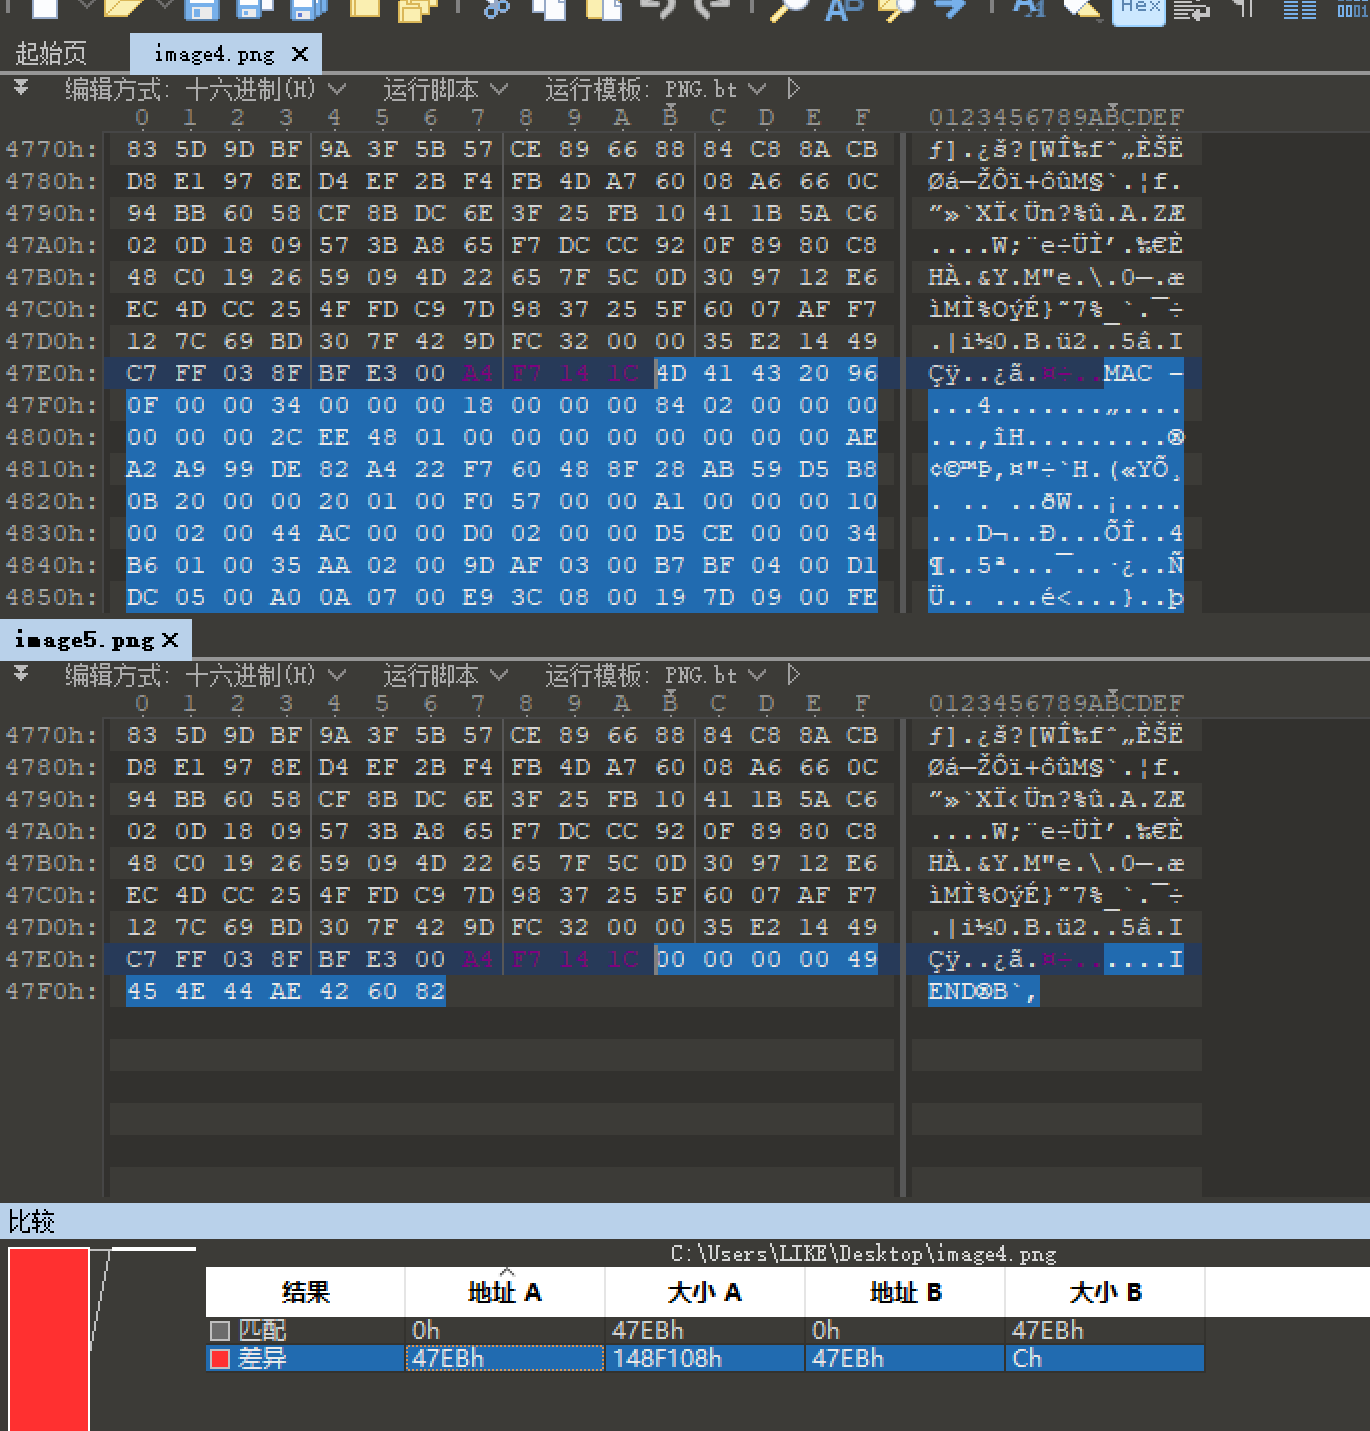 Hex
起始页 image4.png
编辑方式: 十六进制(H) 运行脚本 运行模板: PNG.bt
0 1 2 3 4 5 6 7 8 9 A B C D E F 0123456789ABCDEF
4770h: 83 5D 9D BF 9A 3F 5B 57 CE 89 66 88 84 C8 8A CB ƒ].¿š?[WÎ‰fˆ„ÈŠË
4780h: D8 E1 97 8E D4 EF 2B F4 FB 4D A7 60 08 A6 66 0C Øá—ŽÔï+ôûM§`.¦f.
4790h: 94 BB 60 58 CF 8B DC 6E 3F 25 FB 10 41 1B 5A C6 ”»`XÏ‹Ün?%û.A.ZÆ
47A0h: 02 0D 18 09 57 3B A8 65 F7 DC CC 92 0F 89 80 C8 ....W;¨e÷ÜÌ’.‰€È
47B0h: 48 C0 19 26 59 09 4D 22 65 7F 5C 0D 30 97 12 E6 HÀ.&Y.M"e.\.0—.æ
47C0h: EC 4D CC 25 4F FD C9 7D 98 37 25 5F 60 07 AF F7 ìMÌ%OýÉ}˜7%_`.¯÷
47D0h: 12 7C 69 BD 30 7F 42 9D FC 32 00 00 35 E2 14 49 .|i½0.B.ü2..5â.I
47E0h: C7 FF 03 8F BF E3 00 A4 F7 14 1C 4D 41 43 20 96 Çÿ..¿ã.¤÷..MAC –
47F0h: 0F 00 00 34 00 00 00 18 00 00 00 84 02 00 00 00 ...4.......„....
4800h: 00 00 00 2C EE 48 01 00 00 00 00 00 00 00 00 AE ...,îH.........®
4810h: A2 A9 99 DE 82 A4 22 F7 60 48 8F 28 AB 59 D5 B8 ¢©™Þ‚¤"÷`H.(«YÕ¸
4820h: 0B 20 00 00 20 01 00 F0 57 00 00 A1 00 00 00 10 . .. ..ðW..¡....
4830h: 00 02 00 44 AC 00 00 D0 02 00 00 D5 CE 00 00 34 ...D¬..Ð...ÕÎ..4
4840h: B6 01 00 35 AA 02 00 9D AF 03 00 B7 BF 04 00 D1 ¶..5ª...¯..·¿..Ñ
4850h: DC 05 00 A0 0A 07 00 E9 3C 08 00 19 7D 09 00 FE Ü.. ...é<...}..þ
image5.png
编辑方式: 十六进制(H) 运行脚本 运行模板: PNG.bt
0 1 2 3 4 5 6 7 8 9 A B C D E F 0123456789ABCDEF
4770h: 83 5D 9D BF 9A 3F 5B 57 CE 89 66 88 84 C8 8A CB ƒ].¿š?[WÎ‰fˆ„ÈŠË
4780h: D8 E1 97 8E D4 EF 2B F4 FB 4D A7 60 08 A6 66 0C Øá—ŽÔï+ôûM§`.¦f.
4790h: 94 BB 60 58 CF 8B DC 6E 3F 25 FB 10 41 1B 5A C6 ”»`XÏ‹Ün?%û.A.ZÆ
47A0h: 02 0D 18 09 57 3B A8 65 F7 DC CC 92 0F 89 80 C8 ....W;¨e÷ÜÌ’.‰€È
47B0h: 48 C0 19 26 59 09 4D 22 65 7F 5C 0D 30 97 12 E6 HÀ.&Y.M"e.\.0—.æ
47C0h: EC 4D CC 25 4F FD C9 7D 98 37 25 5F 60 07 AF F7 ìMÌ%OýÉ}˜7%_`.¯÷
47D0h: 12 7C 69 BD 30 7F 42 9D FC 32 00 00 35 E2 14 49 .|i½0.B.ü2..5â.I
47E0h: C7 FF 03 8F BF E3 00 A4 F7 14 1C 00 00 00 00 49 Çÿ..¿ã.¤÷......I
47F0h: 45 4E 44 AE 42 60 82 END®B`‚
比较
C:\Users\LIKE\Desktop\image4.png
结果 地址 A 大小 A 地址 B 大小 B
匹配 0h 47EBh 0h 47EBh
差异 47EBh 148F108h 47EBh Ch